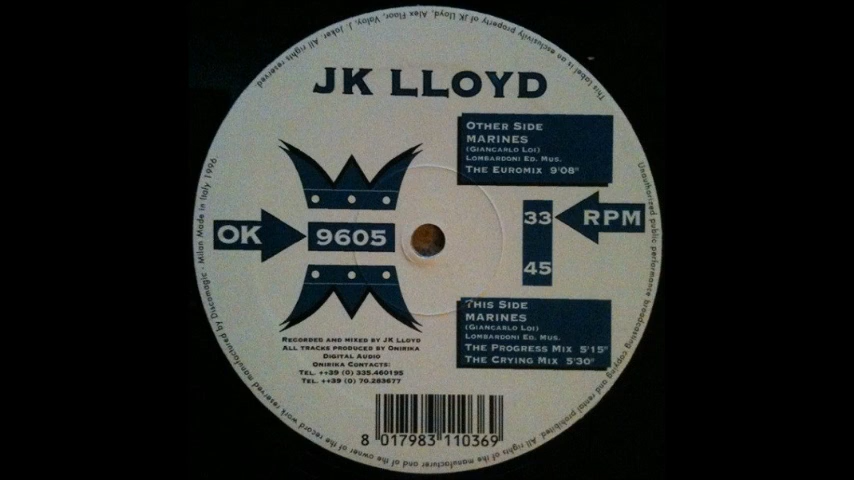 This Label is an esclusivity property of JK Lloyd, Alex Floor, Valoy, J. Joker. All rights reserved
JK LLOYD
OTHER SIDE
MARINES
(GIANCARLO LOI)
LOMBARDONI ED. MUS.
THE EUROMIX 9'08"
OK
9605
33
45
RPM
THIS SIDE
MARINES
(GIANCARLO LOI)
LOMBARDONI ED. MUS.
THE PROGRESS MIX 5'15"
THE CRYING MIX 5'30"
RECORDED AND MIXED BY JK LLOYD
ALL TRACKS PRODUCED BY ONIRIKA
DIGITAL AUDIO
ONIRIKA CONTACTS:
TEL. ++39 (0) 335.460195
TEL. ++39 (0) 70.283677
8 017983 110369
Unauthorized public performance broadcasting copying and rental prohibited. All rights of the manufacturer and of the owner of the record work reserved manufactured by Discomagic - Milan Made in Italy 1996